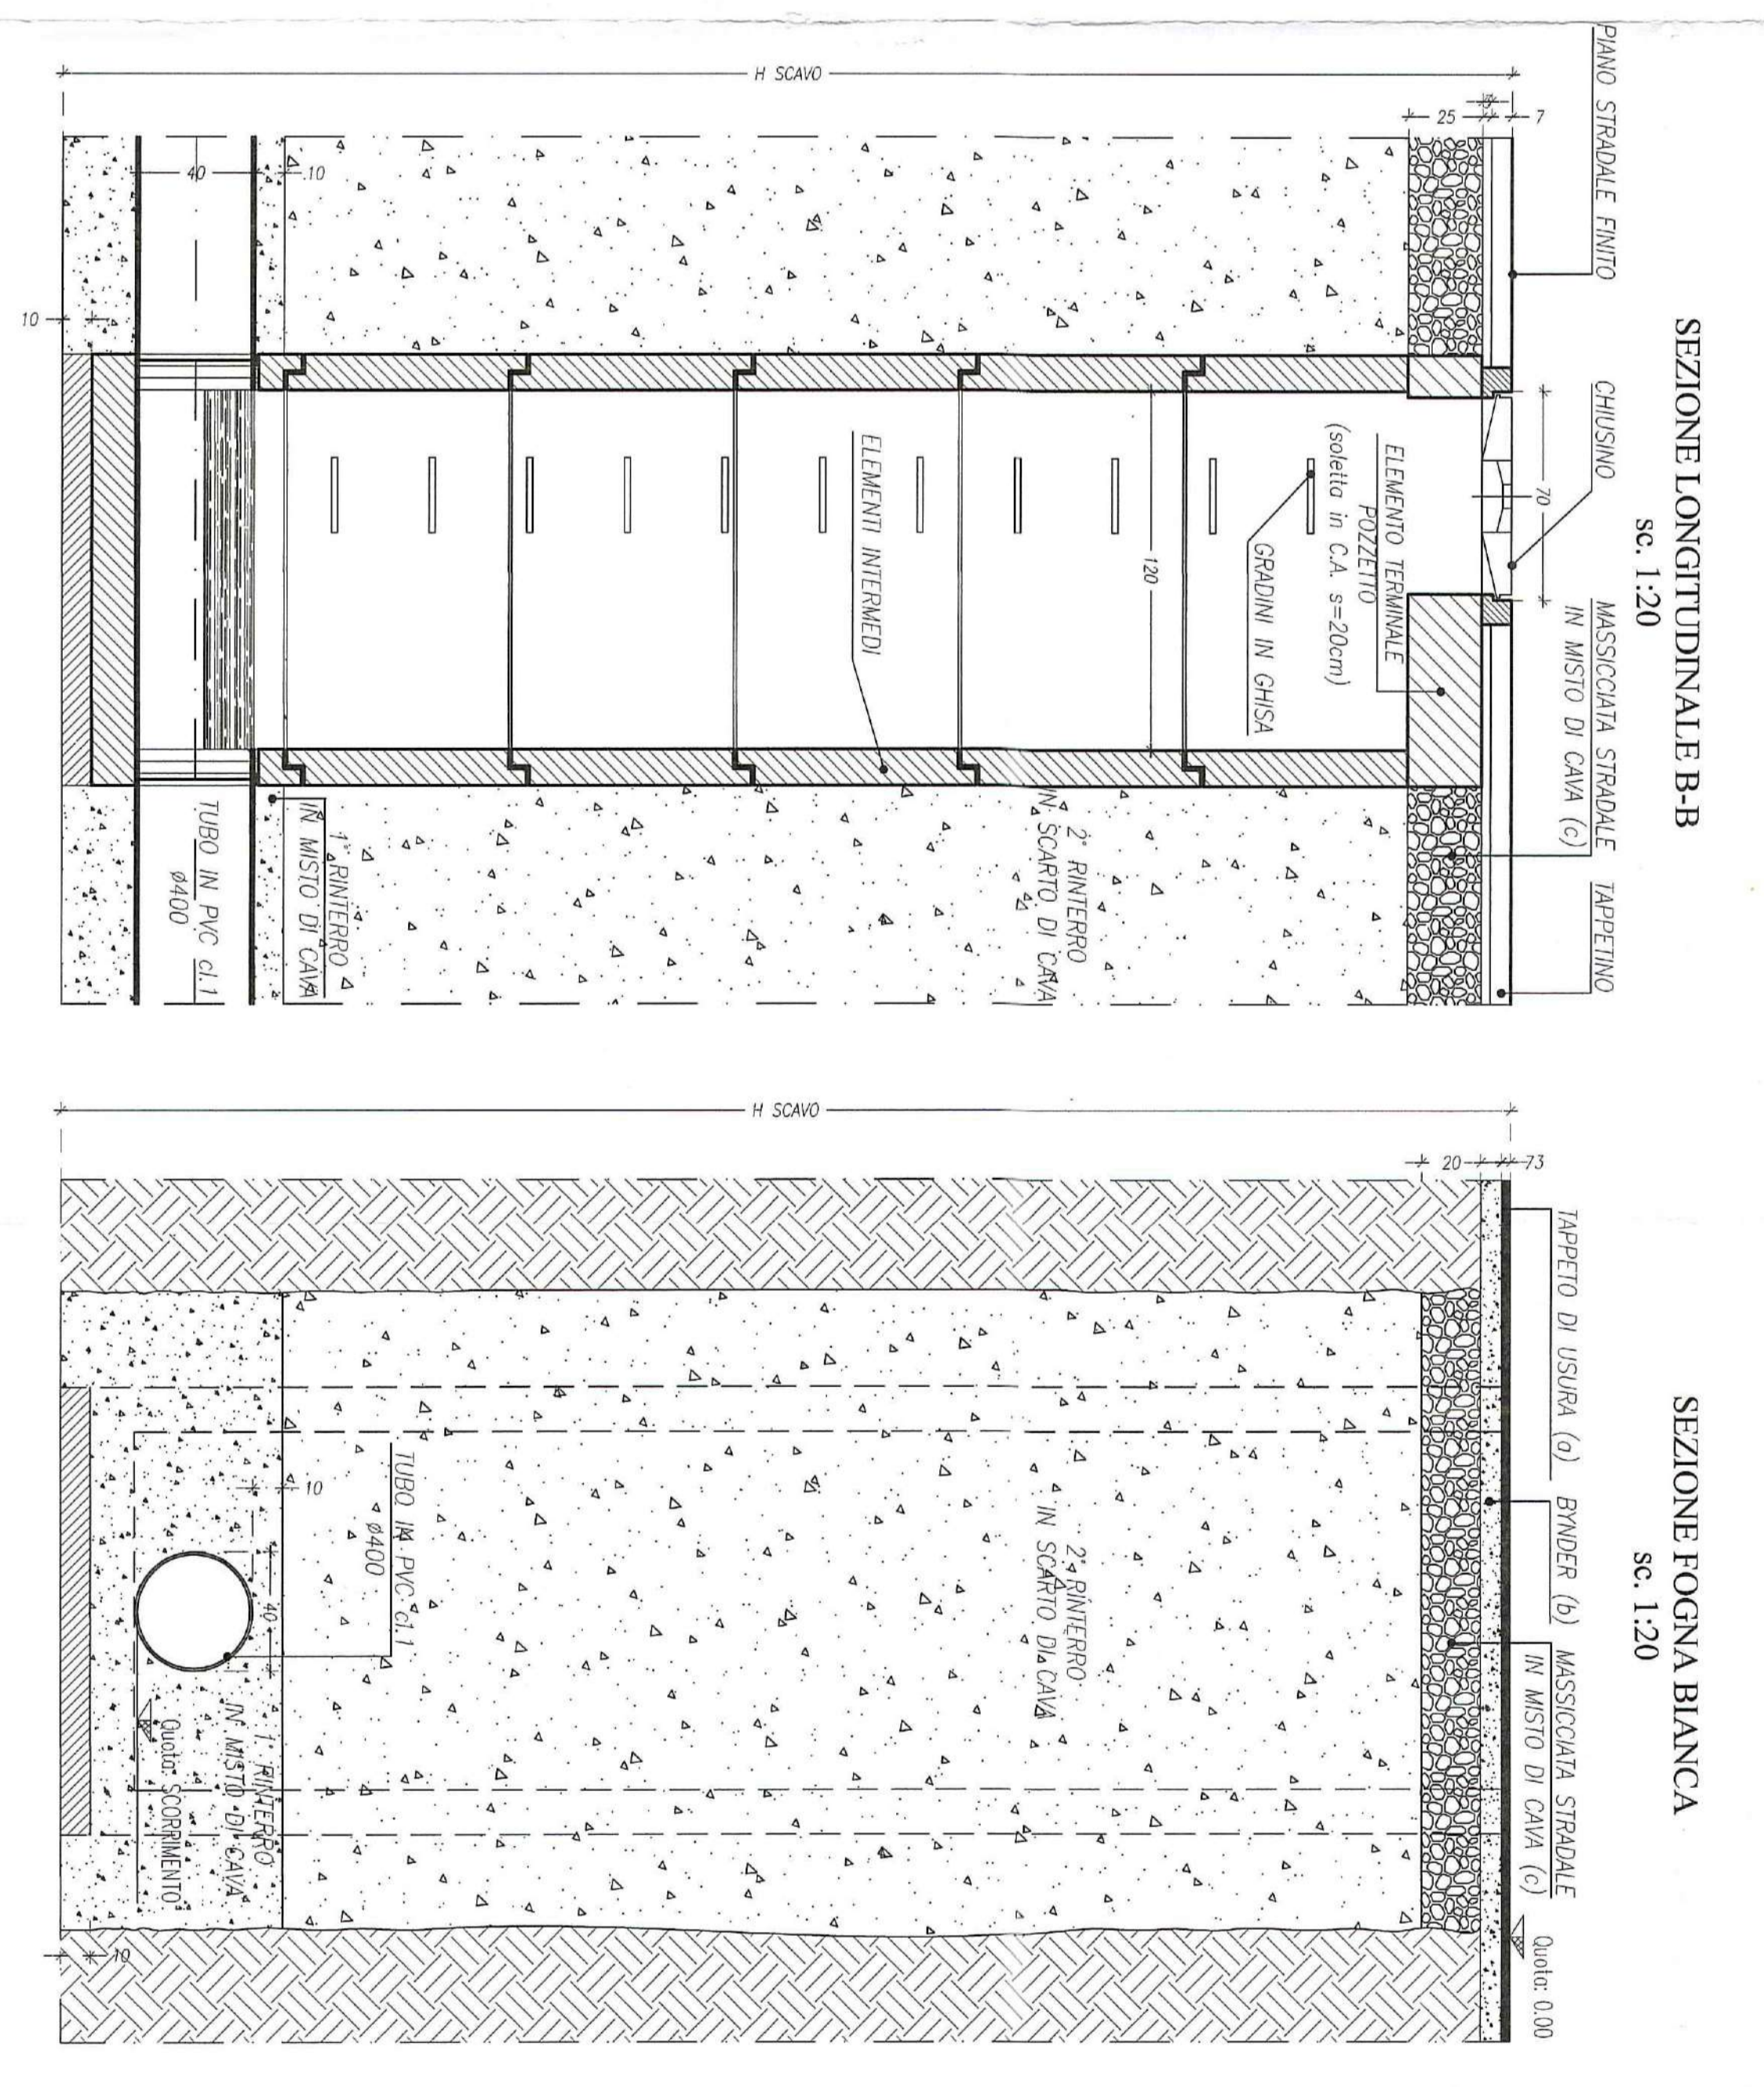 SEZIONE LONGITUDINALE B-B
sc. 1:20
PIANO STRADALE FINITO
CHIUSINO
MASSICCIATA STRADALE
IN MISTO DI CAVA (c)
TAPPETINO
H SCAVO
7
25
70
ELEMENTO TERMINALE
POZZETTO
(soletta in C.A. s=20cm)
GRADINI IN GHISA
120
ELEMENTI INTERMEDI
2° RINTERRO
IN SCARTO DI CAVA
1° RINTERRO
IN MISTO DI CAVA
10
40
TUBO IN PVC cl.1
Ø400
10
SEZIONE FOGNA BIANCA
sc. 1:20
TAPPETO DI USURA (a)
BYNDER (b)
MASSICCIATA STRADALE
IN MISTO DI CAVA (c)
Quota: 0.00
H SCAVO
73
20
2° RINTERRO
IN SCARTO DI CAVA
TUBO IN PVC cl.1
Ø400
10
40
1° RINTERRO
IN MISTO DI CAVA
Quota: SCORRIMENTO
10